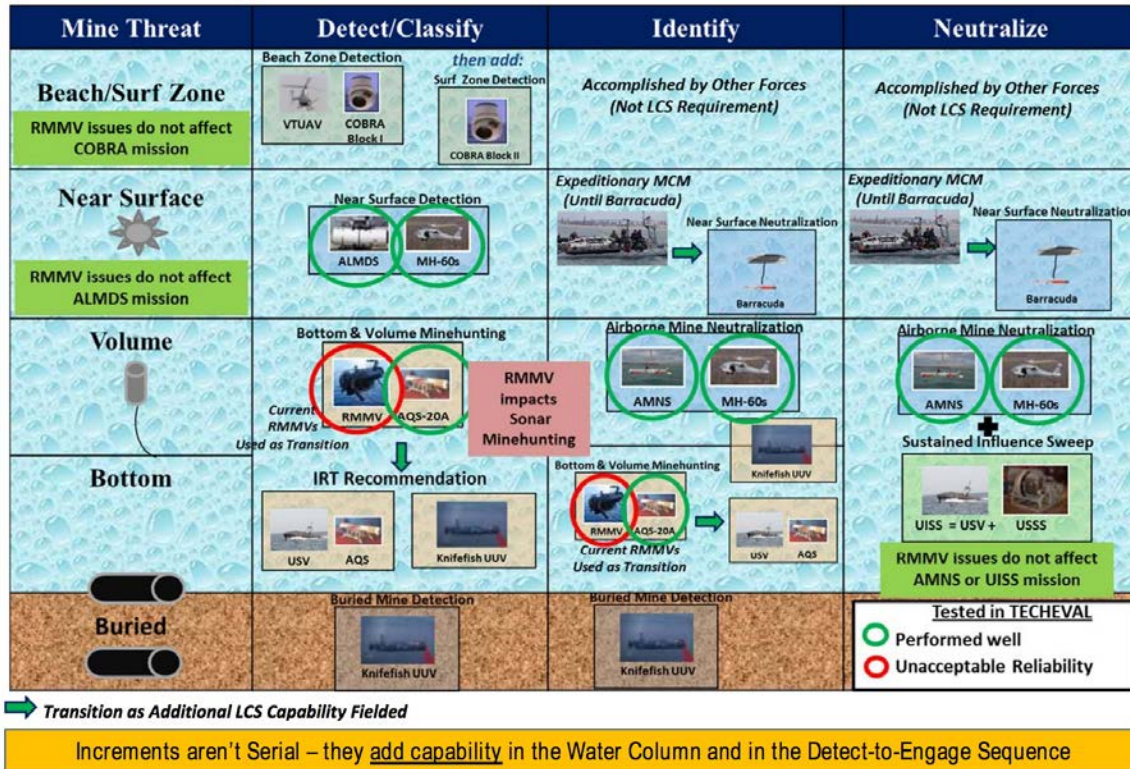 Mine Threat
Detect/Classify
Identify
Neutralize
Beach/Surf Zone
RMMV issues do not affect
COBRA mission
Beach Zone Detection
VTUAV
COBRA
Block I
then add:
Surf Zone Detection
COBRA Block II
Accomplished by Other Forces
(Not LCS Requirement)
Accomplished by Other Forces
(Not LCS Requirement)
Near Surface
RMMV issues do not affect
ALMDS mission
Near Surface Detection
ALMDS
MH-60s
Expeditionary MCM
(Until Barracuda)
Near Surface Neutralization
Barracuda
Expeditionary MCM
(Until Barracuda)
Near Surface Neutralization
Barracuda
Volume
Bottom & Volume Minehunting
RMMV
AQS-20A
Current
RMMVs
Used as Transition
RMMV
impacts
Sonar
Minehunting
Airborne Mine Neutralization
AMNS
MH-60s
Knifefish UUV
Airborne Mine Neutralization
AMNS
MH-60s
Sustained Influence Sweep
UISS = USV +
USSS
RMMV issues do not affect
AMNS or UISS mission
Bottom
IRT Recommendation
USV
AQS
Knifefish UUV
Bottom & Volume Minehunting
RMMV
AQS-20A
Current RMMVs
Used as Transition
USV
AQS
Buried
Buried Mine Detection
Knifefish UUV
Buried Mine Detection
Knifefish UUV
Tested in TECHEVAL
Performed well
Unacceptable Reliability
Transition as Additional LCS Capability Fielded
Increments aren't Serial – they add capability in the Water Column and in the Detect-to-Engage Sequence